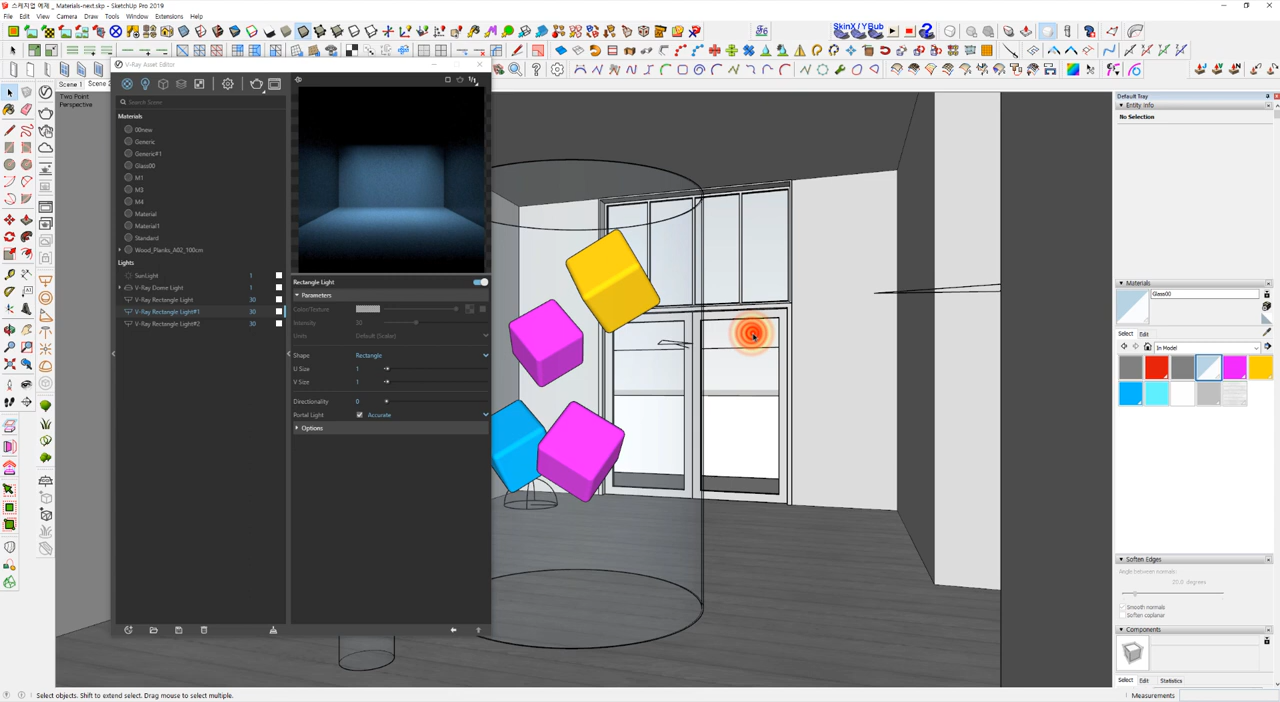 스케치업 예제 _ Materials-next.skp - SketchUp Pro 2019
File Edit View Camera Draw Tools Window Extensions Help
SkinX/YBub
Scene 1 Scene 2
Two Point
Perspective
V-Ray Asset Editor
Search Scene
Materials
00new
Generic
Generic#1
Glass00
M1
M3
M4
Material
Material1
Standard
Wood_Planks_A02_100cm
Lights
SunLight 1
V-Ray Dome Light 1
V-Ray Rectangle Light 30
V-Ray Rectangle Light#1 30
V-Ray Rectangle Light#2 30
Rectangle Light
Parameters
Color/Texture
Intensity 30
Units Default (Scalar)
Shape Rectangle
U Size 1
V Size 1
Directionality 0
Portal Light Accurate
Options
Default Tray
Entity Info
No Selection
Materials
Glass00
Select Edit
In Model
Soften Edges
Angle between normals:
20.0 degrees
Smooth normals
Soften coplanar
Components
Select Edit Statistics
Select objects. Shift to extend select. Drag mouse to select multiple.
Measurements